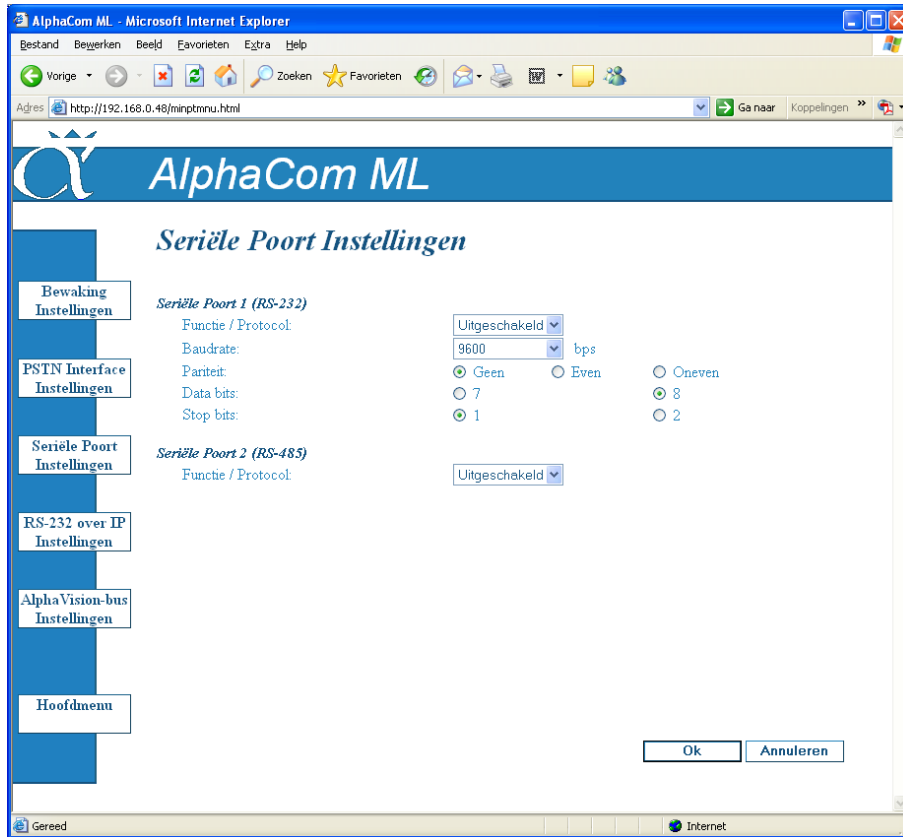 AlphaCom ML - Microsoft Internet Explorer
Bestand Bewerken Beeld Favorieten Extra Help
Vorige Zoeken Favorieten
Adres http://192.168.0.48/minptmnu.html Ga naar Koppelingen »
AlphaCom ML
Seriële Poort Instellingen
Bewaking
Instellingen
PSTN Interface
Instellingen
Seriële Poort
Instellingen
RS-232 over IP
Instellingen
AlphaVision-bus
Instellingen
Hoofdmenu
Seriële Poort 1 (RS-232)
Functie / Protocol: Uitgeschakeld
Baudrate: 9600 bps
Pariteit: Geen Even Oneven
Data bits: 7 8
Stop bits: 1 2
Seriële Poort 2 (RS-485)
Functie / Protocol: Uitgeschakeld
Ok Annuleren
Gereed Internet